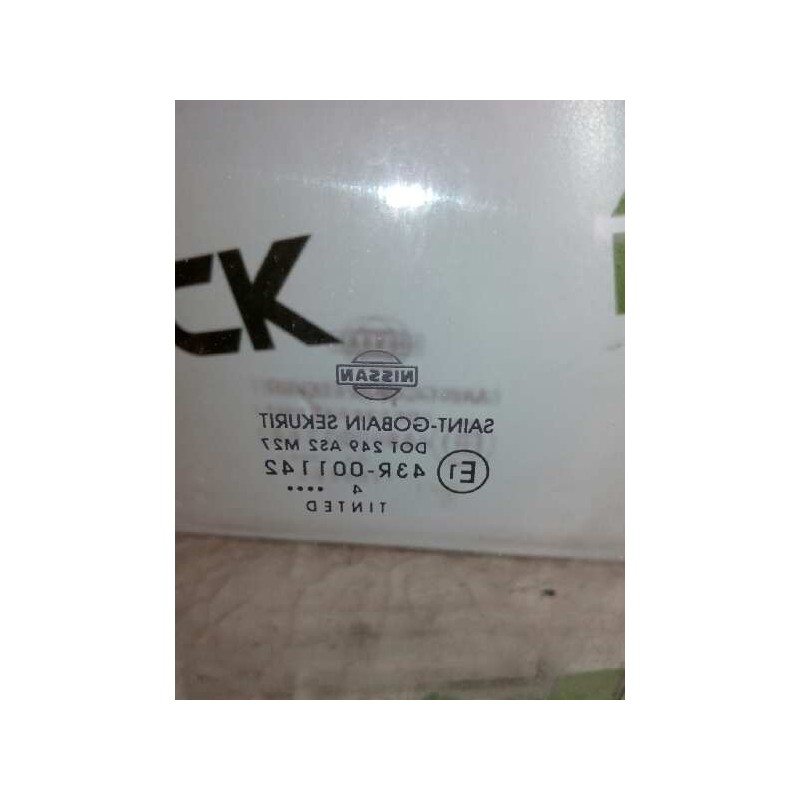 CK
NISSAN
SAINT-GOBAIN SEKURIT
DOT 249 AS2 M27
E1 43R-001142
4 ....
TINTED